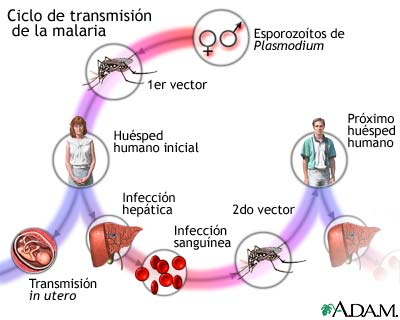 Ciclo de transmisión
de la malaria
Esporozoítos de
Plasmodium
1er vector
Huésped
humano inicial
Próximo
huésped
humano
Infección
hepática
Infección
sanguínea
2do vector
Transmisión
in utero
A.D.A.M.